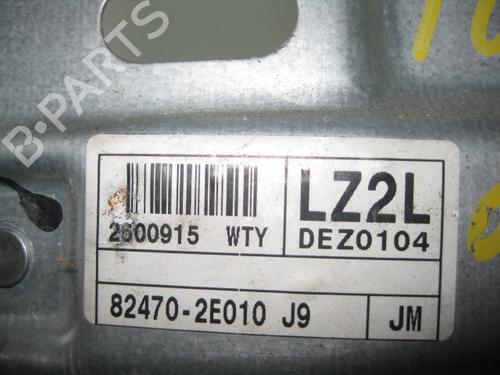 B-PARTS
2600915 WTY
LZ2L
DEZ0104
82470-2E010 J9
JM